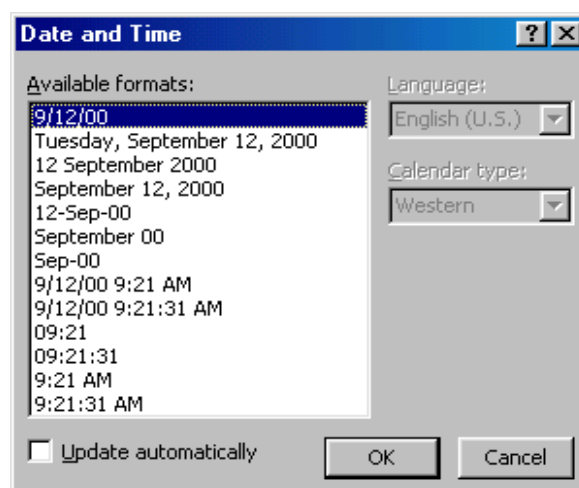 Date and Time
Available formats:
9/12/00
Tuesday, September 12, 2000
12 September 2000
September 12, 2000
12-Sep-00
September 00
Sep-00
9/12/00 9:21 AM
9/12/00 9:21:31 AM
09:21
09:21:31
9:21 AM
9:21:31 AM
Language:
English (U.S.)
Calendar type:
Western
Update automatically
OK
Cancel